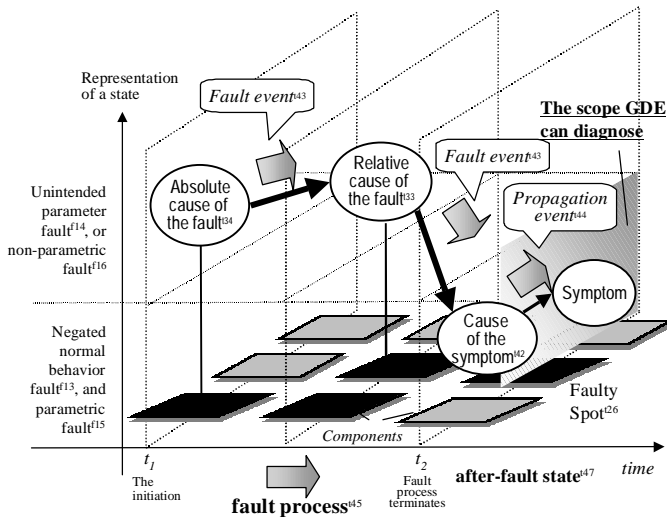 Representation
of a state
Fault event^t43
The scope GDE
can diagnose
Absolute
cause of
the fault^t34
Relative
cause of
the fault^t33
Fault event^t43
Propagation
event^t44
Unintended
parameter
fault^f14, or
non-parametric
fault^f16
Symptom
Cause
of the
symptom^t42
Negated
normal
behavior
fault^f13, and
parametric
fault^f15
Faulty
Spot^t26
Components
t1
The
initiation
t2
Fault
process
terminates
after-fault state^t47
time
fault process^t45